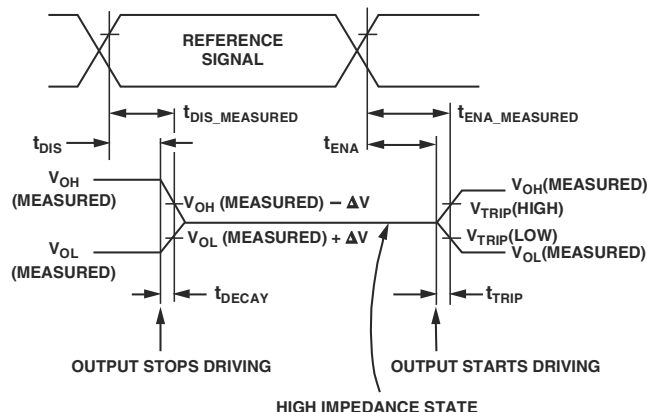 REFERENCE
SIGNAL
tDIS_MEASURED
tENA_MEASURED
tDIS
tENA
VOH
(MEASURED)
VOH (MEASURED) – ΔV
VOH(MEASURED)
VTRIP(HIGH)
VOL
(MEASURED)
VOL (MEASURED) + ΔV
VTRIP(LOW)
VOL(MEASURED)
tDECAY
tTRIP
OUTPUT STOPS DRIVING
OUTPUT STARTS DRIVING
HIGH IMPEDANCE STATE